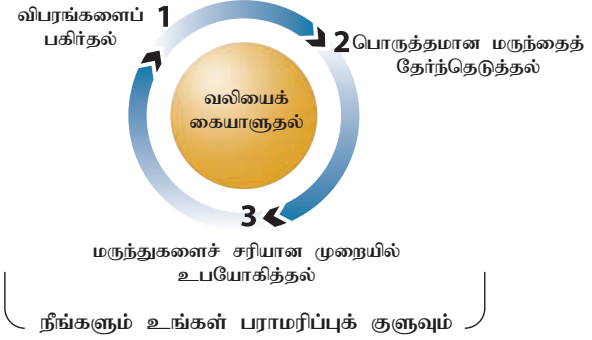 விபரங்களைப்
பகிர்தல்
1
2
பொருத்தமான மருந்தைத்
தேர்ந்தெடுத்தல்
வலியைக்
கையாளுதல்
3
மருந்துகளைச் சரியான முறையில்
உபயோகித்தல்
நீங்களும் உங்கள் பராமரிப்புக் குளுவும்